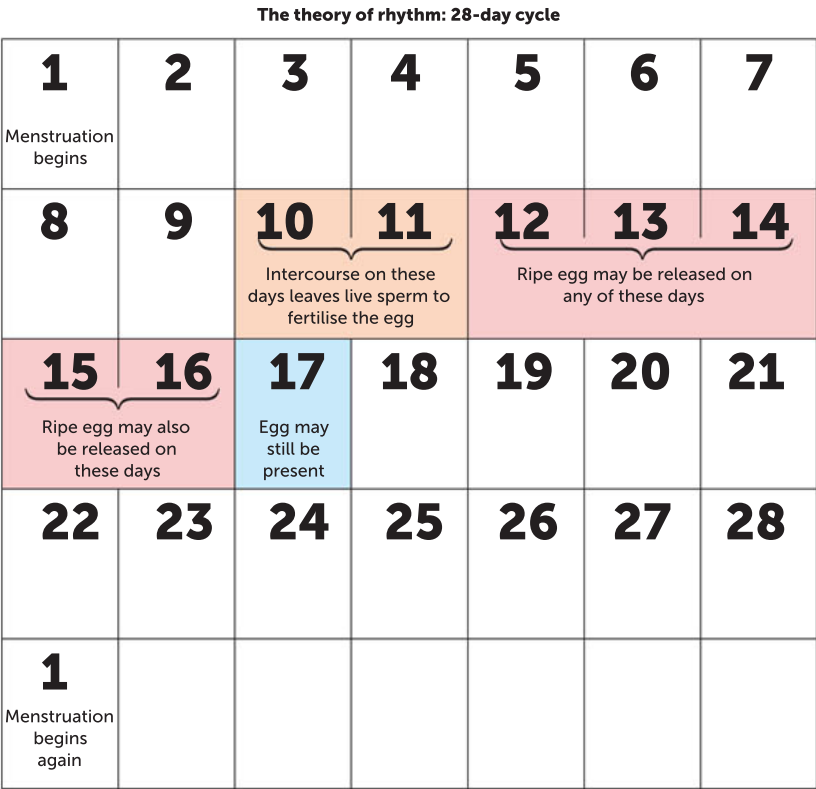 The theory of rhythm: 28-day cycle
1 2 3 4 5 6 7
Menstruation
begins
8 9 10 11 12 13 14
Intercourse on these
days leaves live sperm to
fertilise the egg
Ripe egg may be released on
any of these days
15 16 17 18 19 20 21
Ripe egg may also
be released on
these days
Egg may
still be
present
22 23 24 25 26 27 28
1
Menstruation
begins
again